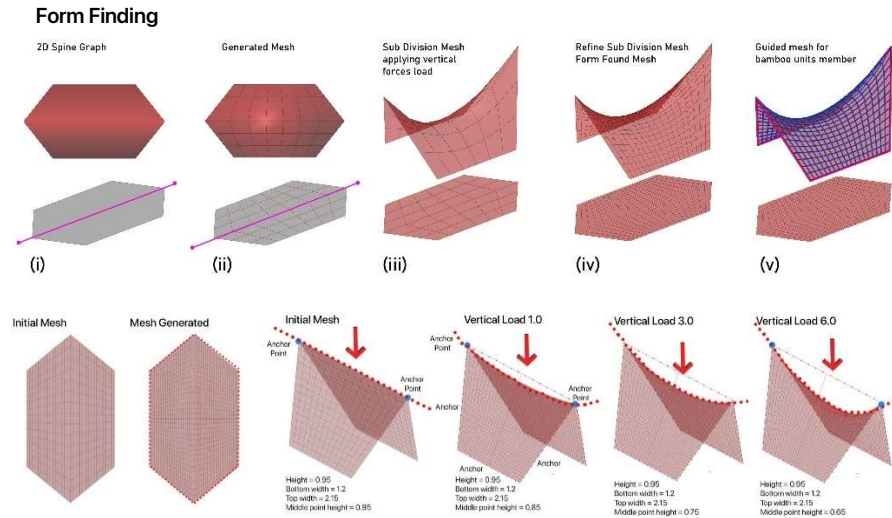 Form Finding
2D Spine Graph
Generated Mesh
Sub Division Mesh
applying vertical
forces load
Refine Sub Division Mesh
Form Found Mesh
Guided mesh for
bamboo units member
(i)
(ii)
(iii)
(iv)
(v)
Initial Mesh
Mesh Generated
Initial Mesh
Anchor
Point
Anchor
Point
Anchor
Height = 0.95
Bottom width = 1.2
Top width = 2.15
Middle point height = 0.95
Vertical Load 1.0
Anchor
Point
Anchor
Point
Anchor
Anchor
Height = 0.95
Bottom width = 1.2
Top width = 2.15
Middle point height = 0.85
Vertical Load 3.0
Height = 0.95
Bottom width = 1.2
Top width = 2.15
Middle point height = 0.75
Vertical Load 6.0
Height = 0.95
Bottom width = 1.2
Top width = 2.15
Middle point height = 0.65